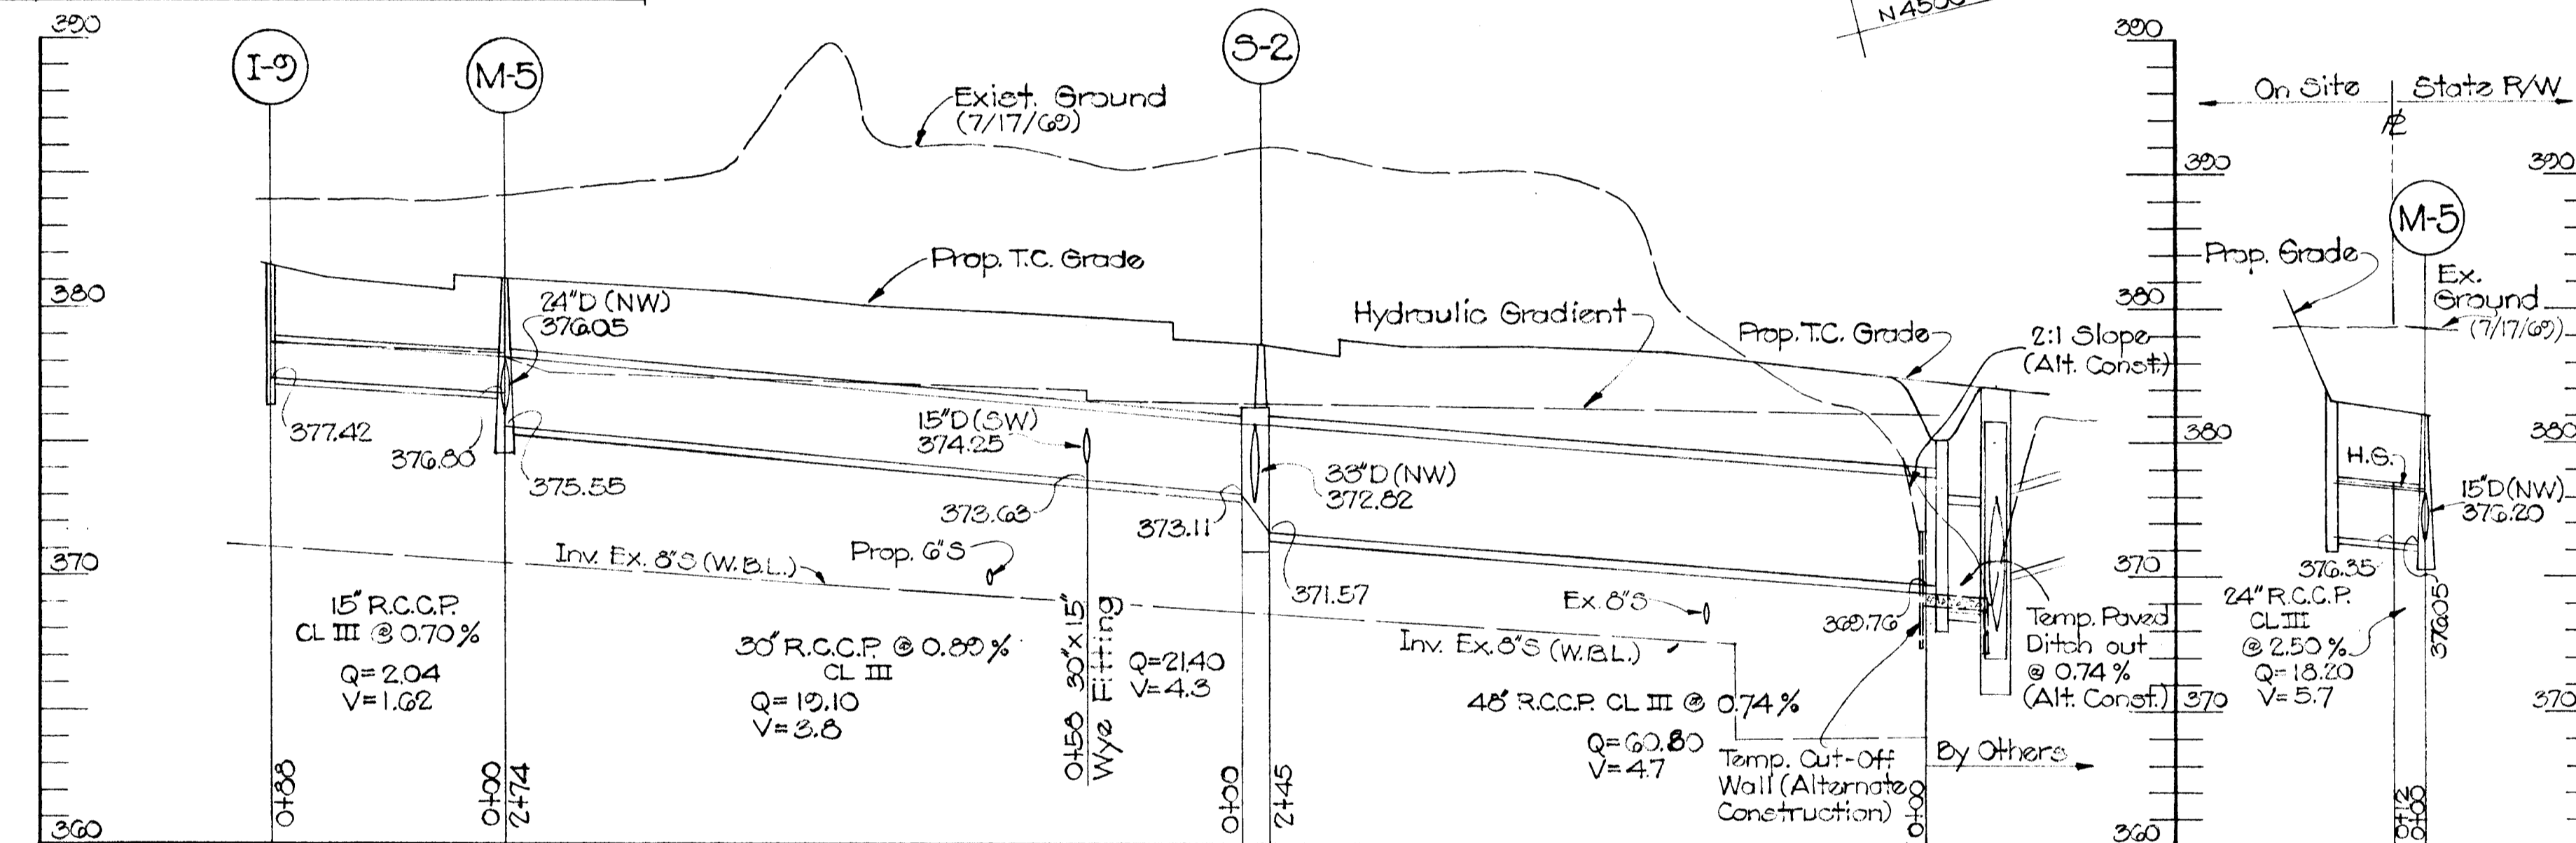 390
I-9
M-5
Exist. Ground
(7/17/69)
S-2
390
On Site
State R/W
390
390
M-5
Prop. Grade
Ex.
Ground
(7/17/69)
Prop. T.C. Grade
380
24"D (NW)
376.05
Hydraulic Gradient
Prop. T.C. Grade
2:1 Slope
(Alt. Const.)
380
380
380
377.42
376.80
375.55
15"D (SW)
374.25
373.63
373.11
33"D (NW)
372.82
371.57
H.G.
15"D (NW)
376.20
376.35
376.05
370
Inv. Ex. 8"S (W.B.L.)
Prop. 6"S
Ex. 8"S
Inv. Ex. 8"S (W.B.L.)
369.76
370
15" R.C.C.P.
CL III @ 0.70%
Q=2.04
V=1.62
30" R.C.C.P. @ 0.89%
CL III
Q=19.10
V=3.8
0+58 30"x15"
Wye Fitting
Q=21.40
V=4.3
48" R.C.C.P. CL III @ 0.74%
Q=60.80
V=4.7
Temp. Paved
Ditch out
@ 0.74%
(Alt. Const.)
24" R.C.C.P.
CL III
@ 2.50%
Q=18.20
V=5.7
370
370
Temp. Cut-Off
Wall (Alternate
Construction)
By Others
0+88
0+00
2+74
0+00
2+45
0+00
0+12
0+00
360
360